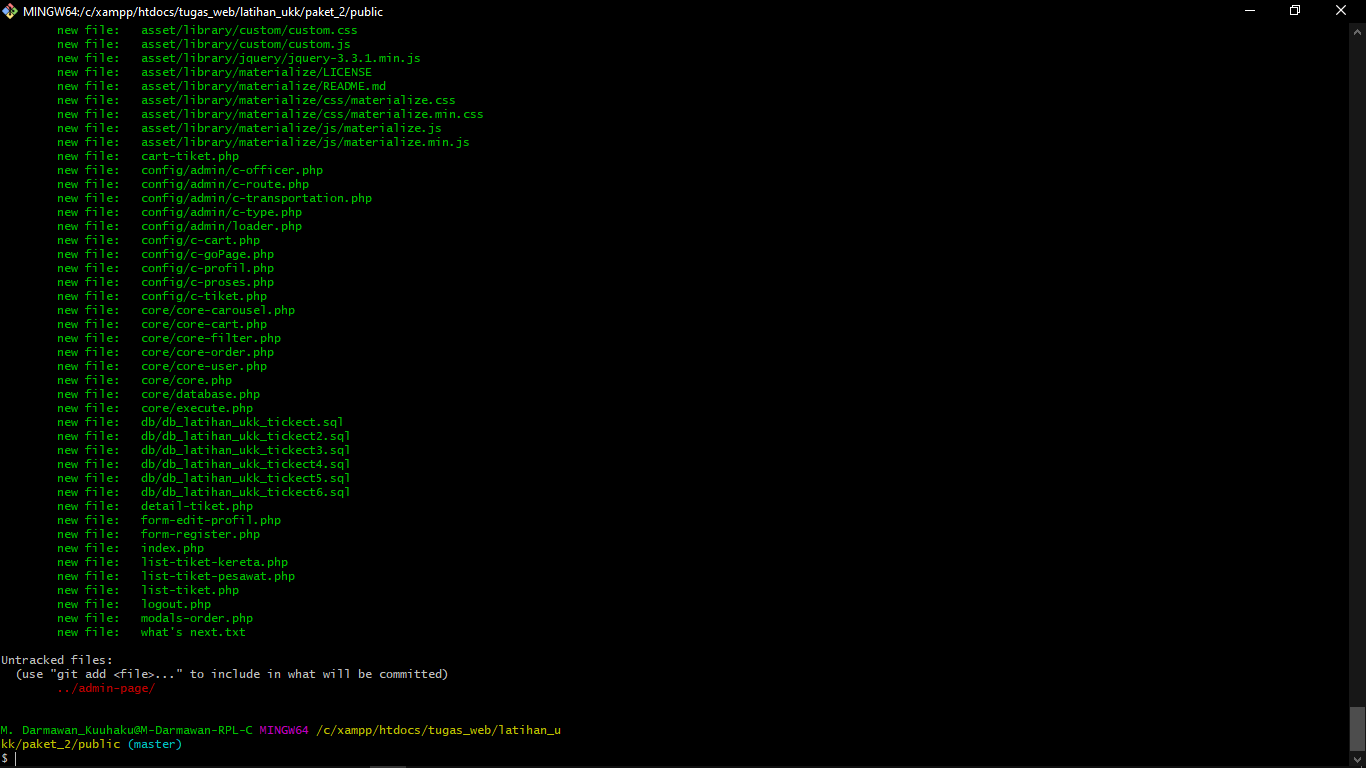 MINGW64:/c/xampp/htdocs/tugas_web/latihan_ukk/paket_2/public
new file: asset/library/custom/custom.css
new file: asset/library/custom/custom.js
new file: asset/library/jquery/jquery-3.3.1.min.js
new file: asset/library/materialize/LICENSE
new file: asset/library/materialize/README.md
new file: asset/library/materialize/css/materialize.css
new file: asset/library/materialize/css/materialize.min.css
new file: asset/library/materialize/js/materialize.js
new file: asset/library/materialize/js/materialize.min.js
new file: cart-tiket.php
new file: config/admin/c-officer.php
new file: config/admin/c-route.php
new file: config/admin/c-transportation.php
new file: config/admin/c-type.php
new file: config/admin/loader.php
new file: config/c-cart.php
new file: config/c-goPage.php
new file: config/c-profil.php
new file: config/c-proses.php
new file: config/c-tiket.php
new file: core/core-carousel.php
new file: core/core-cart.php
new file: core/core-filter.php
new file: core/core-order.php
new file: core/core-user.php
new file: core/core.php
new file: core/database.php
new file: core/execute.php
new file: db/db_latihan_ukk_tickect.sql
new file: db/db_latihan_ukk_tickect2.sql
new file: db/db_latihan_ukk_tickect3.sql
new file: db/db_latihan_ukk_tickect4.sql
new file: db/db_latihan_ukk_tickect5.sql
new file: db/db_latihan_ukk_tickect6.sql
new file: detail-tiket.php
new file: form-edit-profil.php
new file: form-register.php
new file: index.php
new file: list-tiket-kereta.php
new file: list-tiket-pesawat.php
new file: list-tiket.php
new file: logout.php
new file: modals-order.php
new file: what's next.txt
Untracked files:
(use "git add <file>..." to include in what will be committed)
../admin-page/
M. Darmawan_Kuuhaku@M-Darmawan-RPL-C MINGW64 /c/xampp/htdocs/tugas_web/latihan_u
kk/paket_2/public (master)
$